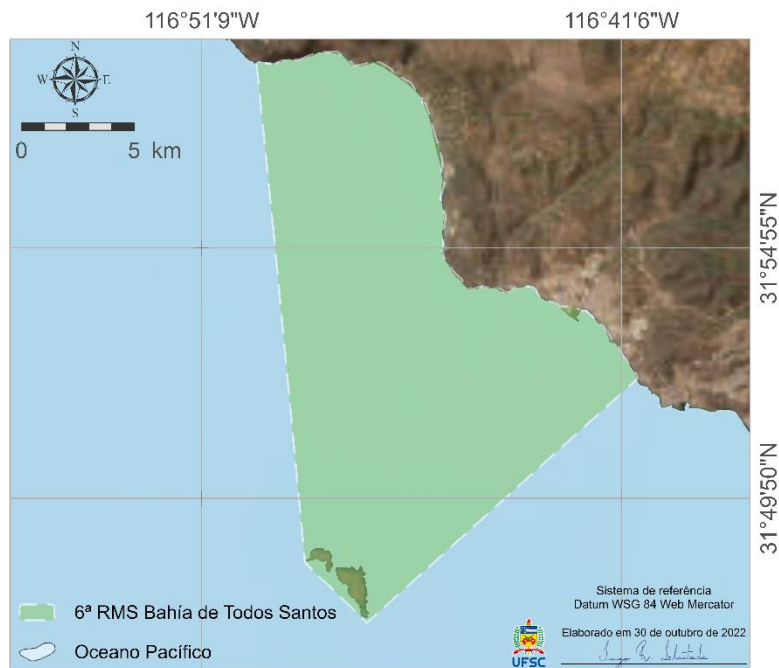 116°51'9"W 116°41'6"W
N
W E
S
0 5 km
31°54'55"N
31°49'50"N
6ª RMS Bahía de Todos Santos
Oceano Pacífico
Sistema de referência
Datum WSG 84 Web Mercator
Elaborado em 30 de outubro de 2022
UFSC